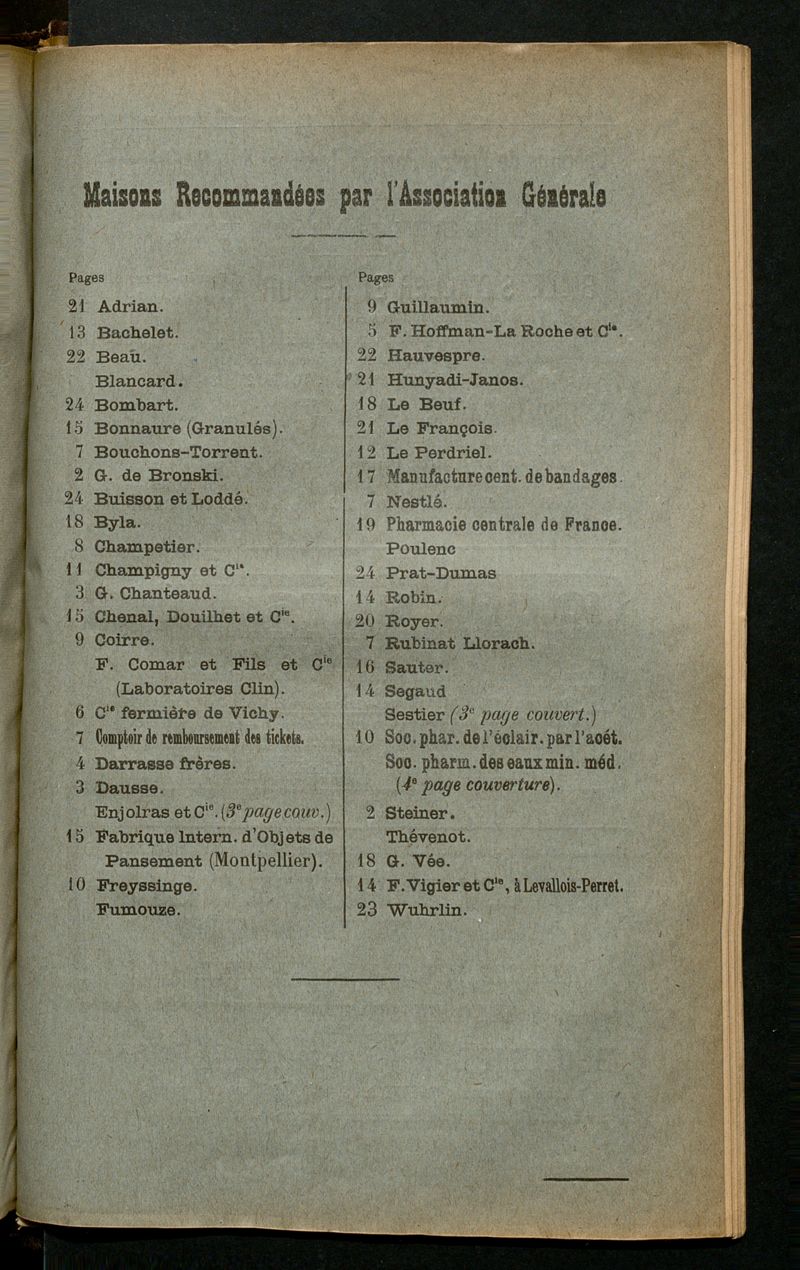 Maisons Recommandées par l'Association Générale
Pages
21 Adrian.
13 Bachelet.
22 Beau.
Blancard.
24 Bombart.
15 Bonnaure (Granulés).
7 Bouchons-Torrent.
2 G. de Bronski.
24 Buisson et Loddé.
18 Byla.
8 Champetier.
11 Champigny et Cie.
3 G. Chanteaud.
15 Chenal, Douilhet et Cie.
9 Coirre.
F. Comar et Fils et Cie
(Laboratoires Clin).
6 Cie fermière de Vichy.
7 Comptoir de remboursement des tickets.
4 Darrasse frères.
3 Dausse.
Enjolras et Cie. (3e page couv.)
15 Fabrique Intern. d'Objets de
Pansement (Montpellier).
10 Freyssinge.
Fumouze.
Pages
9 Guillaumin.
5 F. Hoffman-La Roche et Cie.
22 Hauvespre.
21 Hunyadi-Janos.
18 Le Beuf.
21 Le François.
12 Le Perdriel.
17 Manufacture cent. de bandages.
7 Nestlé.
19 Pharmacie centrale de France.
Poulenc
24 Prat-Dumas
14 Robin.
20 Royer.
7 Rubinat Llorach.
16 Sauter.
14 Segaud
Sestier (3e page couvert.)
10 Soc. phar. de l'éclair. par l'acét.
Soc. pharm. des eaux min. méd.
(4e page couverture).
2 Steiner.
Thévenot.
18 G. Vée.
14 F. Vigier et Cie, à Levallois-Perret.
23 Wuhrlin.